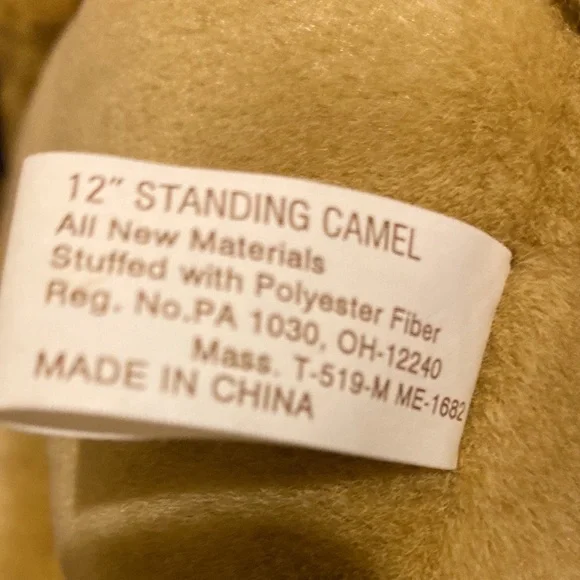 12" STANDING CAMEL
All New Materials
Stuffed with Polyester Fiber
Reg. No.PA 1030, OH-12240
Mass. T-519-M ME-1682
MADE IN CHINA